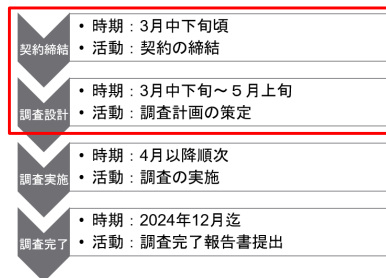 契約締結
• 時期：3月中下旬頃
• 活動：契約の締結
調査設計
• 時期：3月中下旬～５月上旬
• 活動：調査計画の策定
調査実施
• 時期：4月以降順次
• 活動：調査の実施
調査完了
• 時期：2024年12月迄
• 活動：調査完了報告書提出